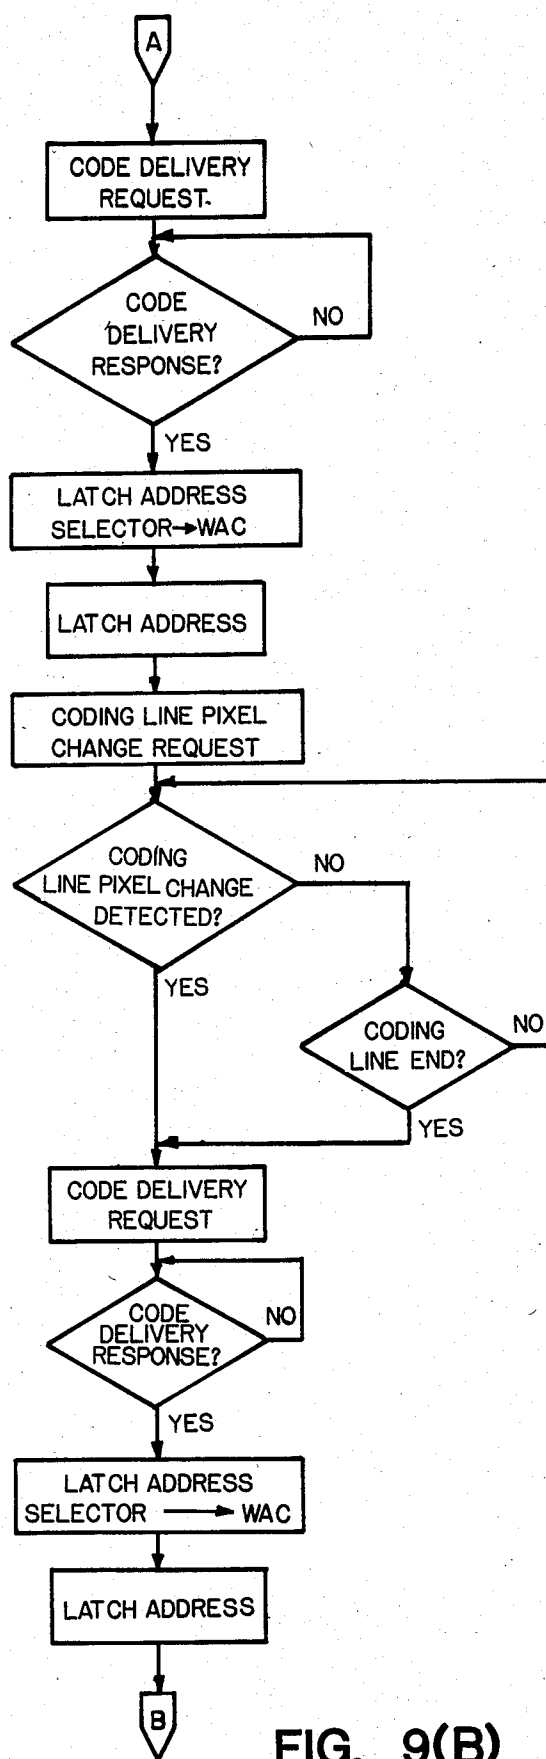 A
CODE DELIVERY
REQUEST.
CODE
DELIVERY
RESPONSE?
NO
YES
LATCH ADDRESS
SELECTOR→WAC
LATCH ADDRESS
CODING LINE PIXEL
CHANGE REQUEST
CODING
LINE PIXEL CHANGE
DETECTED?
NO
YES
CODING
LINE END?
NO
YES
CODE DELIVERY
REQUEST
CODE
DELIVERY
RESPONSE?
NO
YES
LATCH ADDRESS
SELECTOR → WAC
LATCH ADDRESS
B
FIG. 9(B)